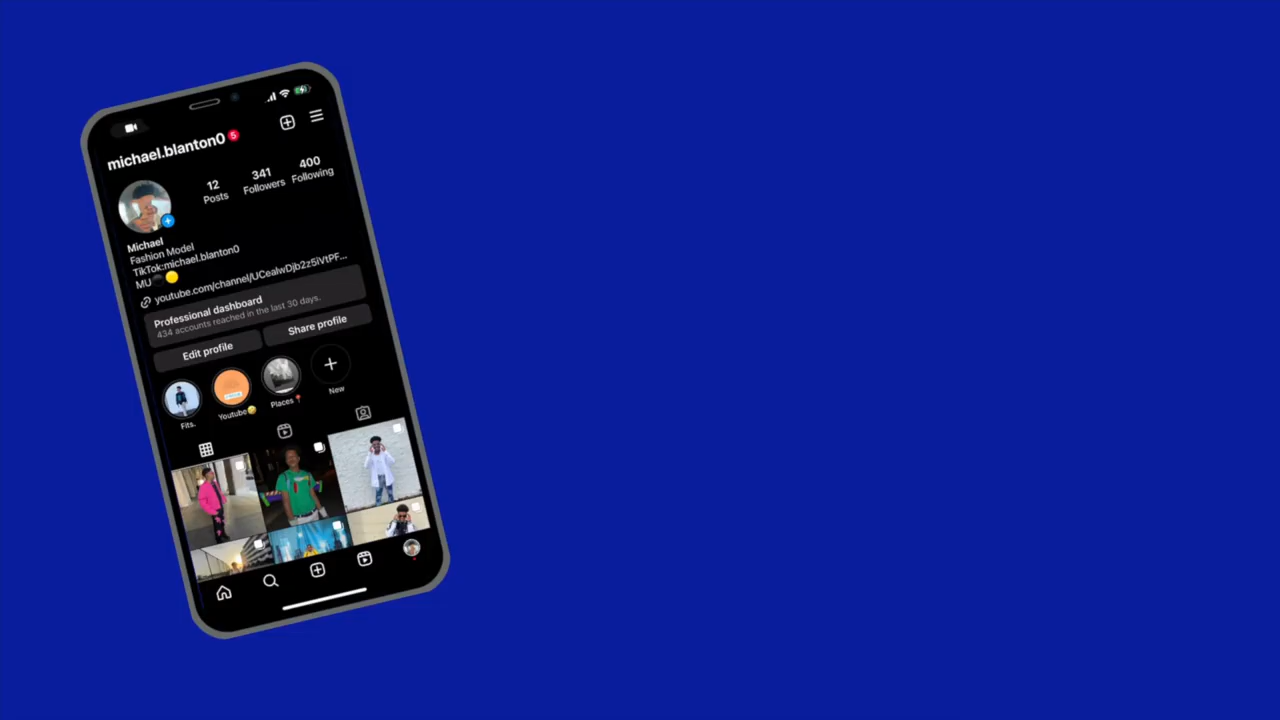 michael.blanton0 5
12 341 400
Posts Followers Following
Michael
Fashion Model
TikTok:michael.blanton0
MU
youtube.com/channel/UCealwDjb2z5iVtPF...
Professional dashboard
434 accounts reached in the last 30 days.
Edit profile Share profile
Fits. Youtube🤣 Places📍 New